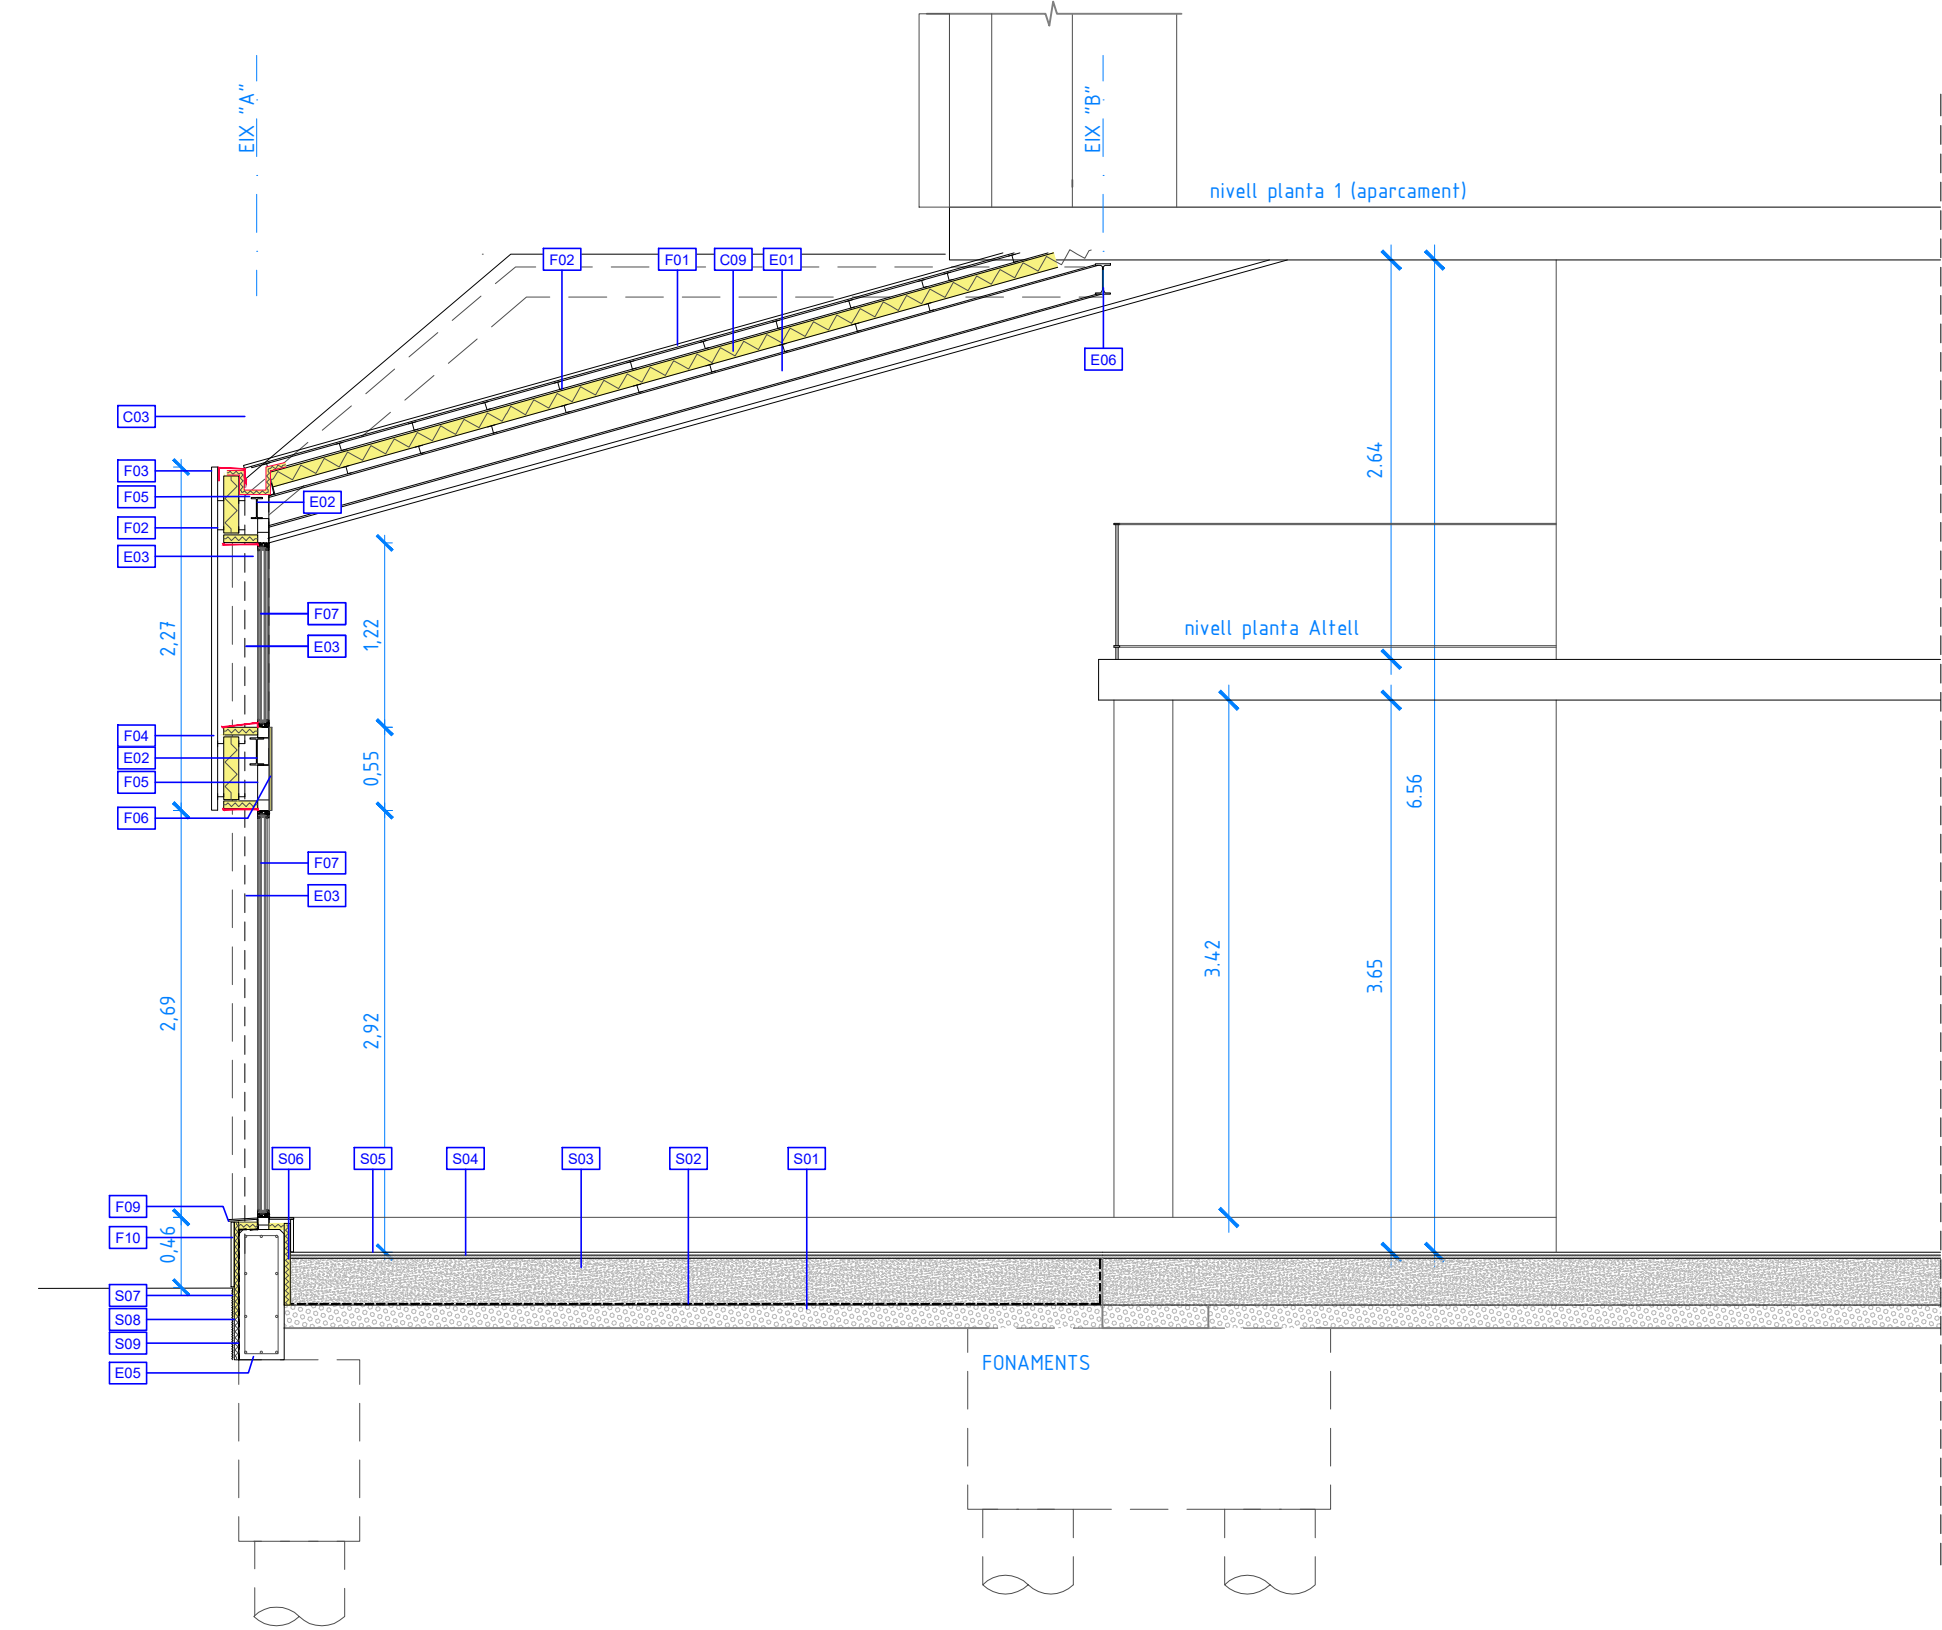 EIX "A"
EIX "B"
nivell planta 1 (aparcament)
F02
F01
C09
E01
E06
C03
F03
F05
E02
F02
E03
2.64
F07
E03
2,27
1,22
nivell planta Altell
F04
E02
F05
F06
0,55
6.56
F07
E03
3.42
3.65
2,69
2,92
S06
S05
S04
S03
S02
S01
F09
F10
0,46
S07
S08
S09
E05
FONAMENTS